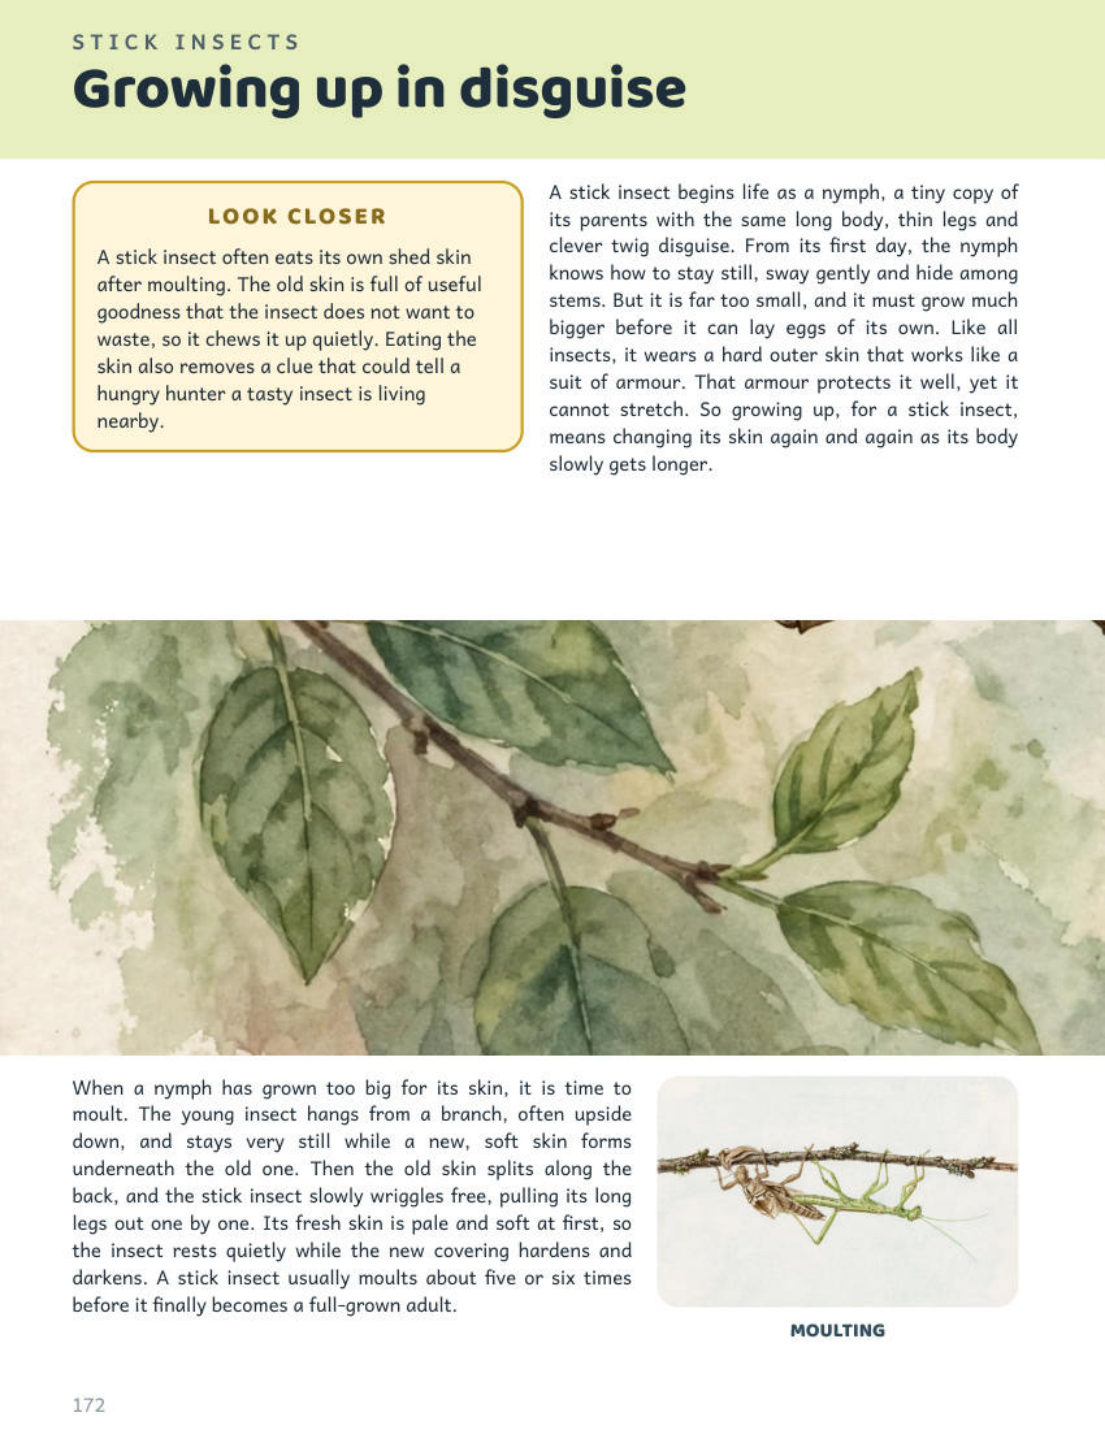 STICK INSECTS
Growing up in disguise
LOOK CLOSER
A stick insect often eats its own shed skin
after moulting. The old skin is full of useful
goodness that the insect does not want to
waste, so it chews it up quietly. Eating the
skin also removes a clue that could tell a
hungry hunter a tasty insect is living
nearby.
A stick insect begins life as a nymph, a tiny copy of
its parents with the same long body, thin legs and
clever twig disguise. From its first day, the nymph
knows how to stay still, sway gently and hide among
stems. But it is far too small, and it must grow much
bigger before it can lay eggs of its own. Like all
insects, it wears a hard outer skin that works like a
suit of armour. That armour protects it well, yet it
cannot stretch. So growing up, for a stick insect,
means changing its skin again and again as its body
slowly gets longer.
When a nymph has grown too big for its skin, it is time to
moult. The young insect hangs from a branch, often upside
down, and stays very still while a new, soft skin forms
underneath the old one. Then the old skin splits along the
back, and the stick insect slowly wriggles free, pulling its long
legs out one by one. Its fresh skin is pale and soft at first, so
the insect rests quietly while the new covering hardens and
darkens. A stick insect usually moults about five or six times
before it finally becomes a full-grown adult.
MOULTING
172